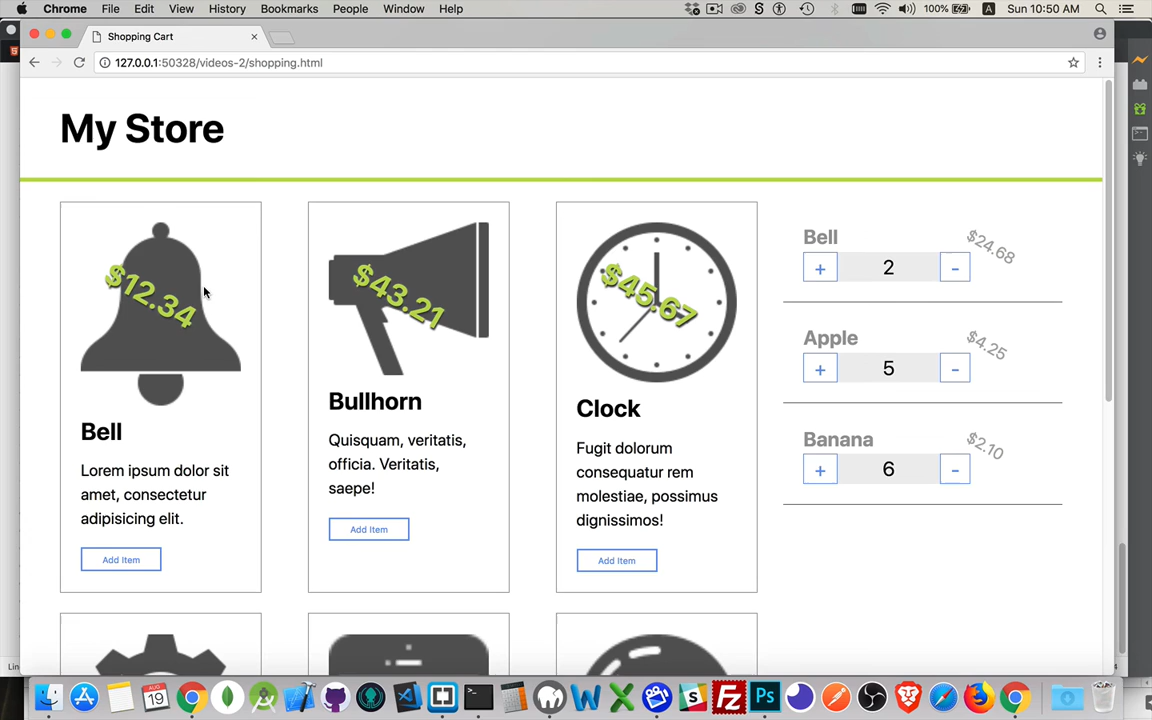 Chrome File Edit View History Bookmarks People Window Help 100% A Sun 10:50 AM
Shopping Cart
127.0.0.1:50328/videos-2/shopping.html
My Store
$12.34
Bell
Lorem ipsum dolor sit
amet, consectetur
adipisicing elit.
Add Item
$43.21
Bullhorn
Quisquam, veritatis,
officia. Veritatis,
saepe!
Add Item
$45.67
Clock
Fugit dolorum
consequatur rem
molestiae, possimus
dignissimos!
Add Item
Bell
$24.68
+ 2 -
Apple
$4.25
+ 5 -
Banana
$2.10
+ 6 -
Lin
AUG
19